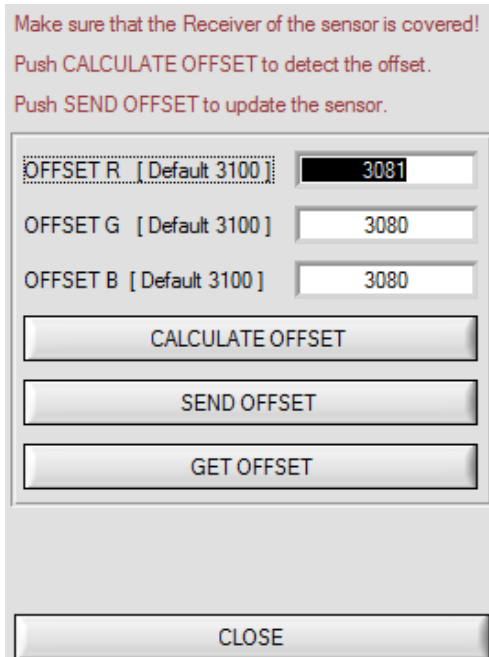 Make sure that the Receiver of the sensor is covered!
Push CALCULATE OFFSET to detect the offset.
Push SEND OFFSET to update the sensor.
OFFSET R [ Default 3100 ] 3081
OFFSET G [ Default 3100 ] 3080
OFFSET B [ Default 3100 ] 3080
CALCULATE OFFSET
SEND OFFSET
GET OFFSET
CLOSE